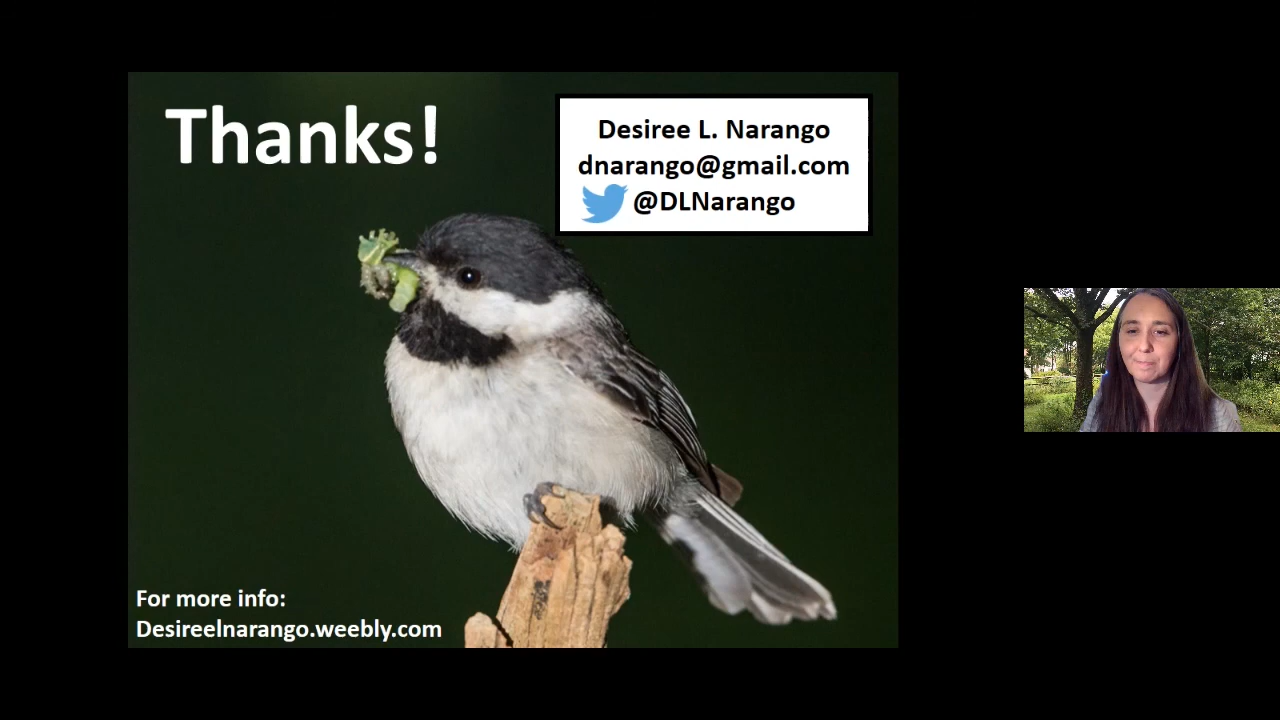 Thanks!
Desiree L. Narango
dnarango@gmail.com
@DLNarango
For more info:
Desireelnarango.weebly.com